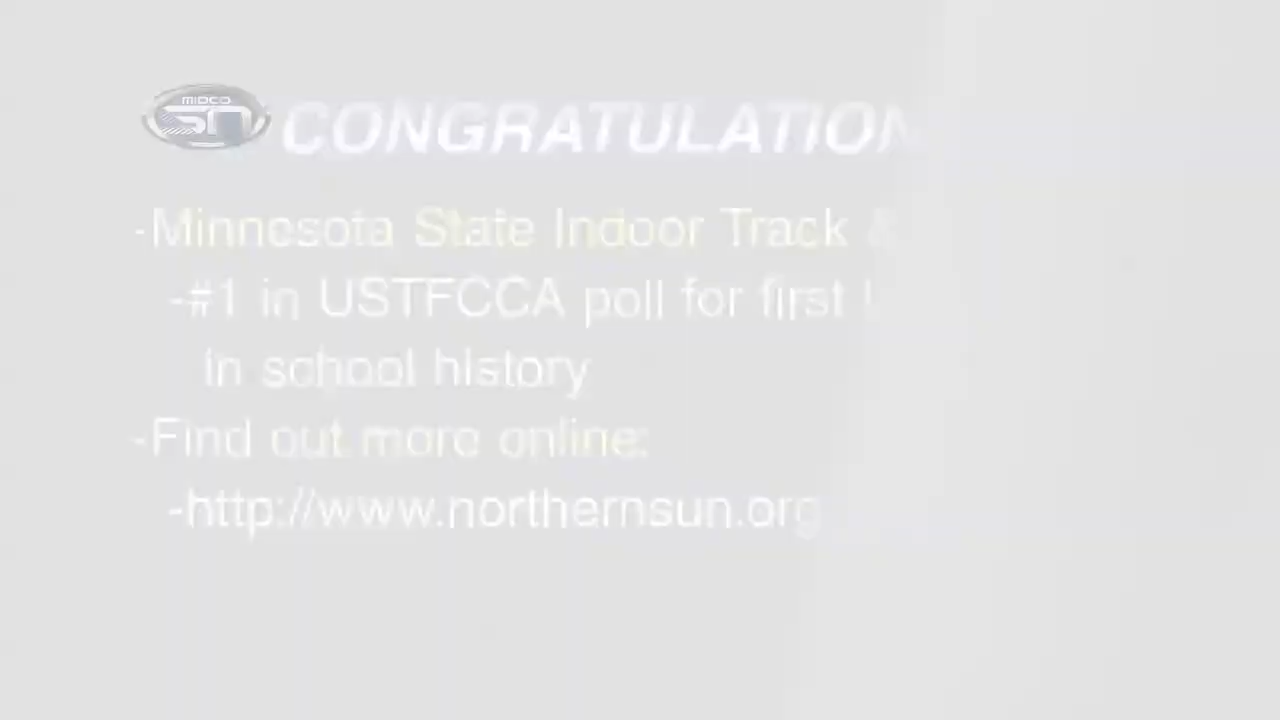 MIDCO
SN
CONGRATULATION
-Minnesota State Indoor Track &
-#1 in USTFCCA poll for first
in school history
-Find out more online:
-http://www.northernsun.org